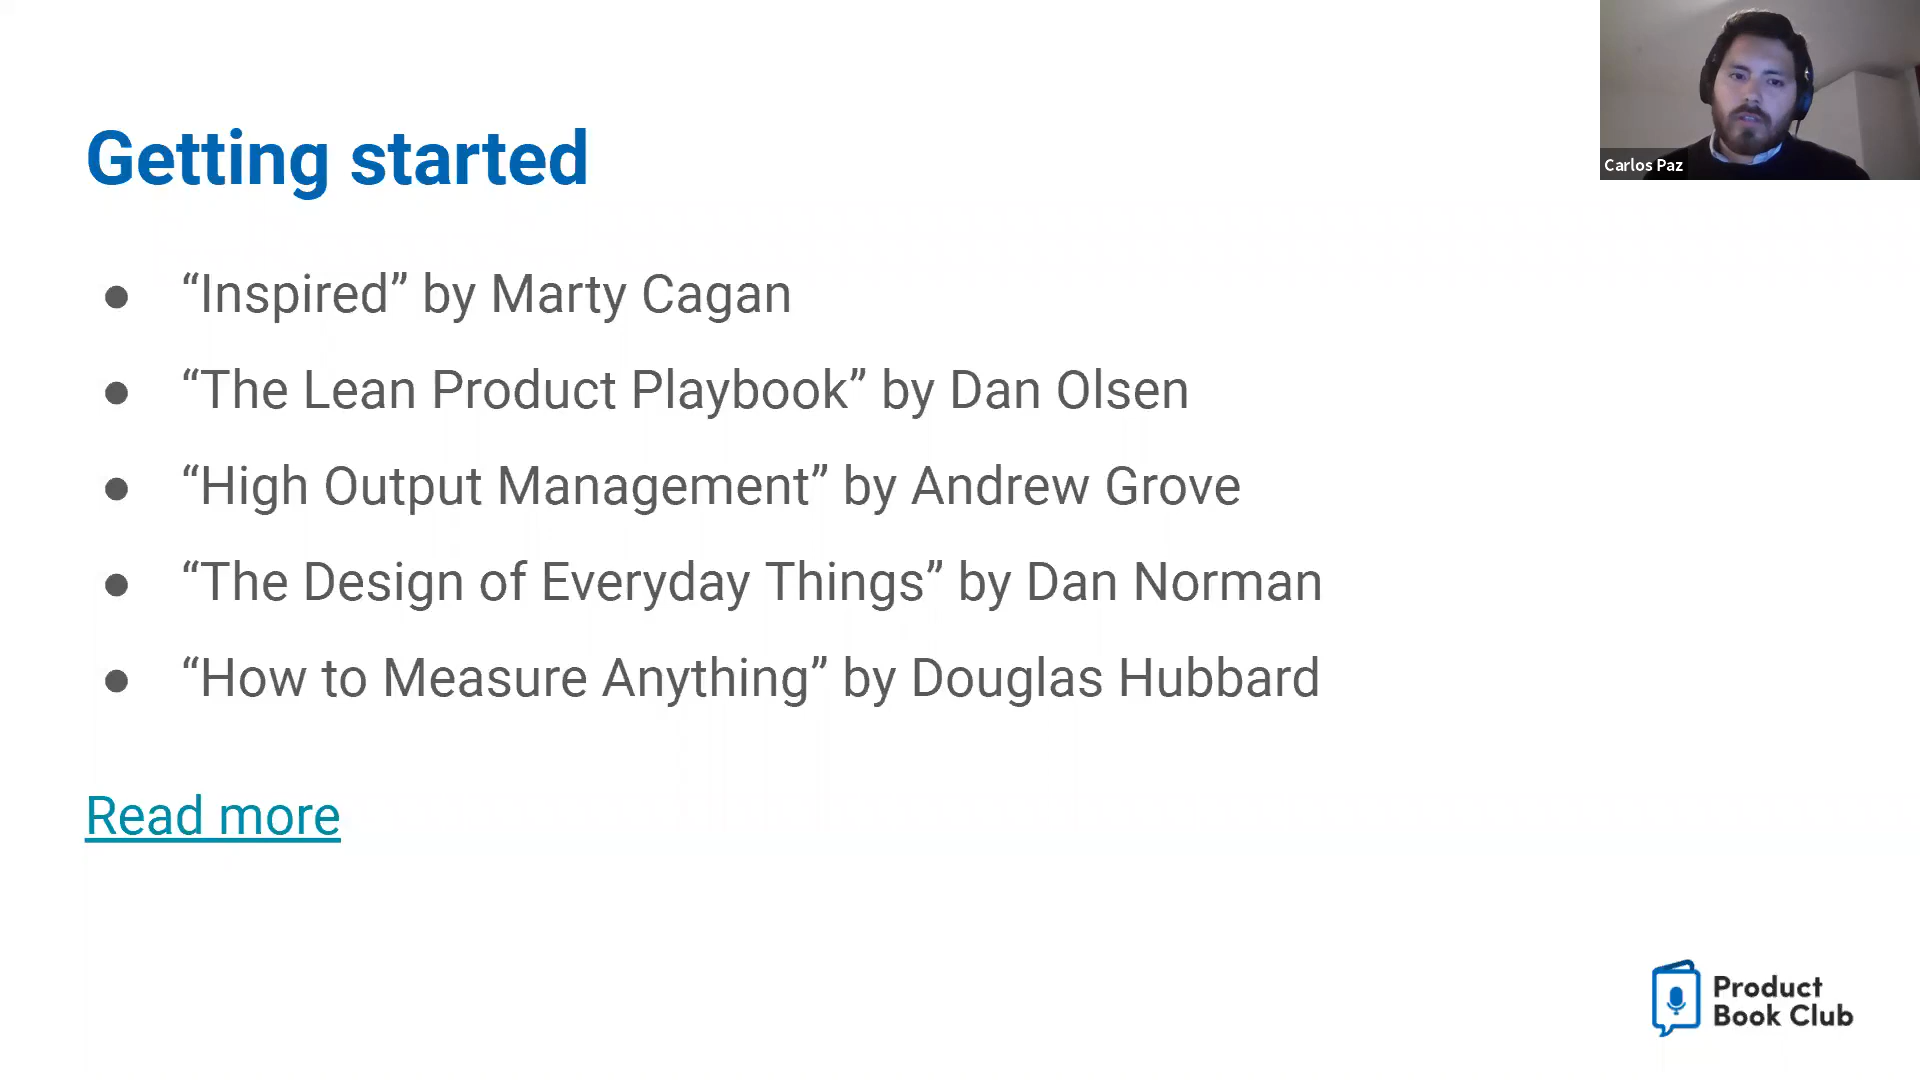 Getting started
● “Inspired” by Marty Cagan
● “The Lean Product Playbook” by Dan Olsen
● “High Output Management” by Andrew Grove
● “The Design of Everyday Things” by Dan Norman
● “How to Measure Anything” by Douglas Hubbard
Read more
Carlos Paz
Product
Book Club